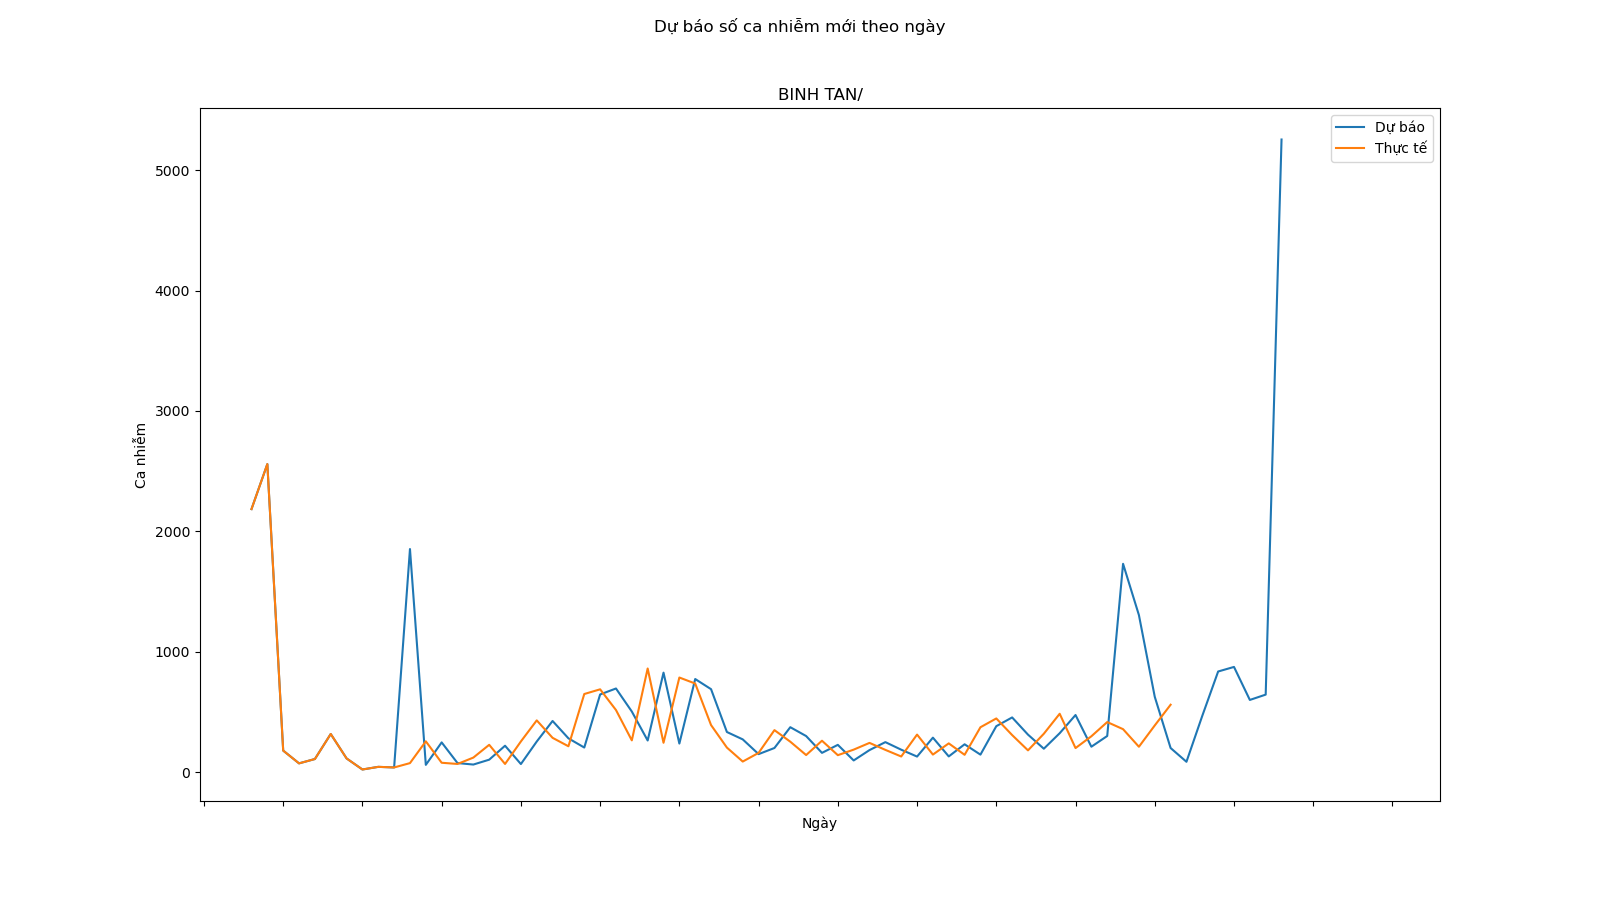 Dự báo số ca nhiễm mới theo ngày
BINH TAN/
Dự báo
Thực tế
5000
4000
3000
2000
1000
0
Ca nhiễm
Ngày